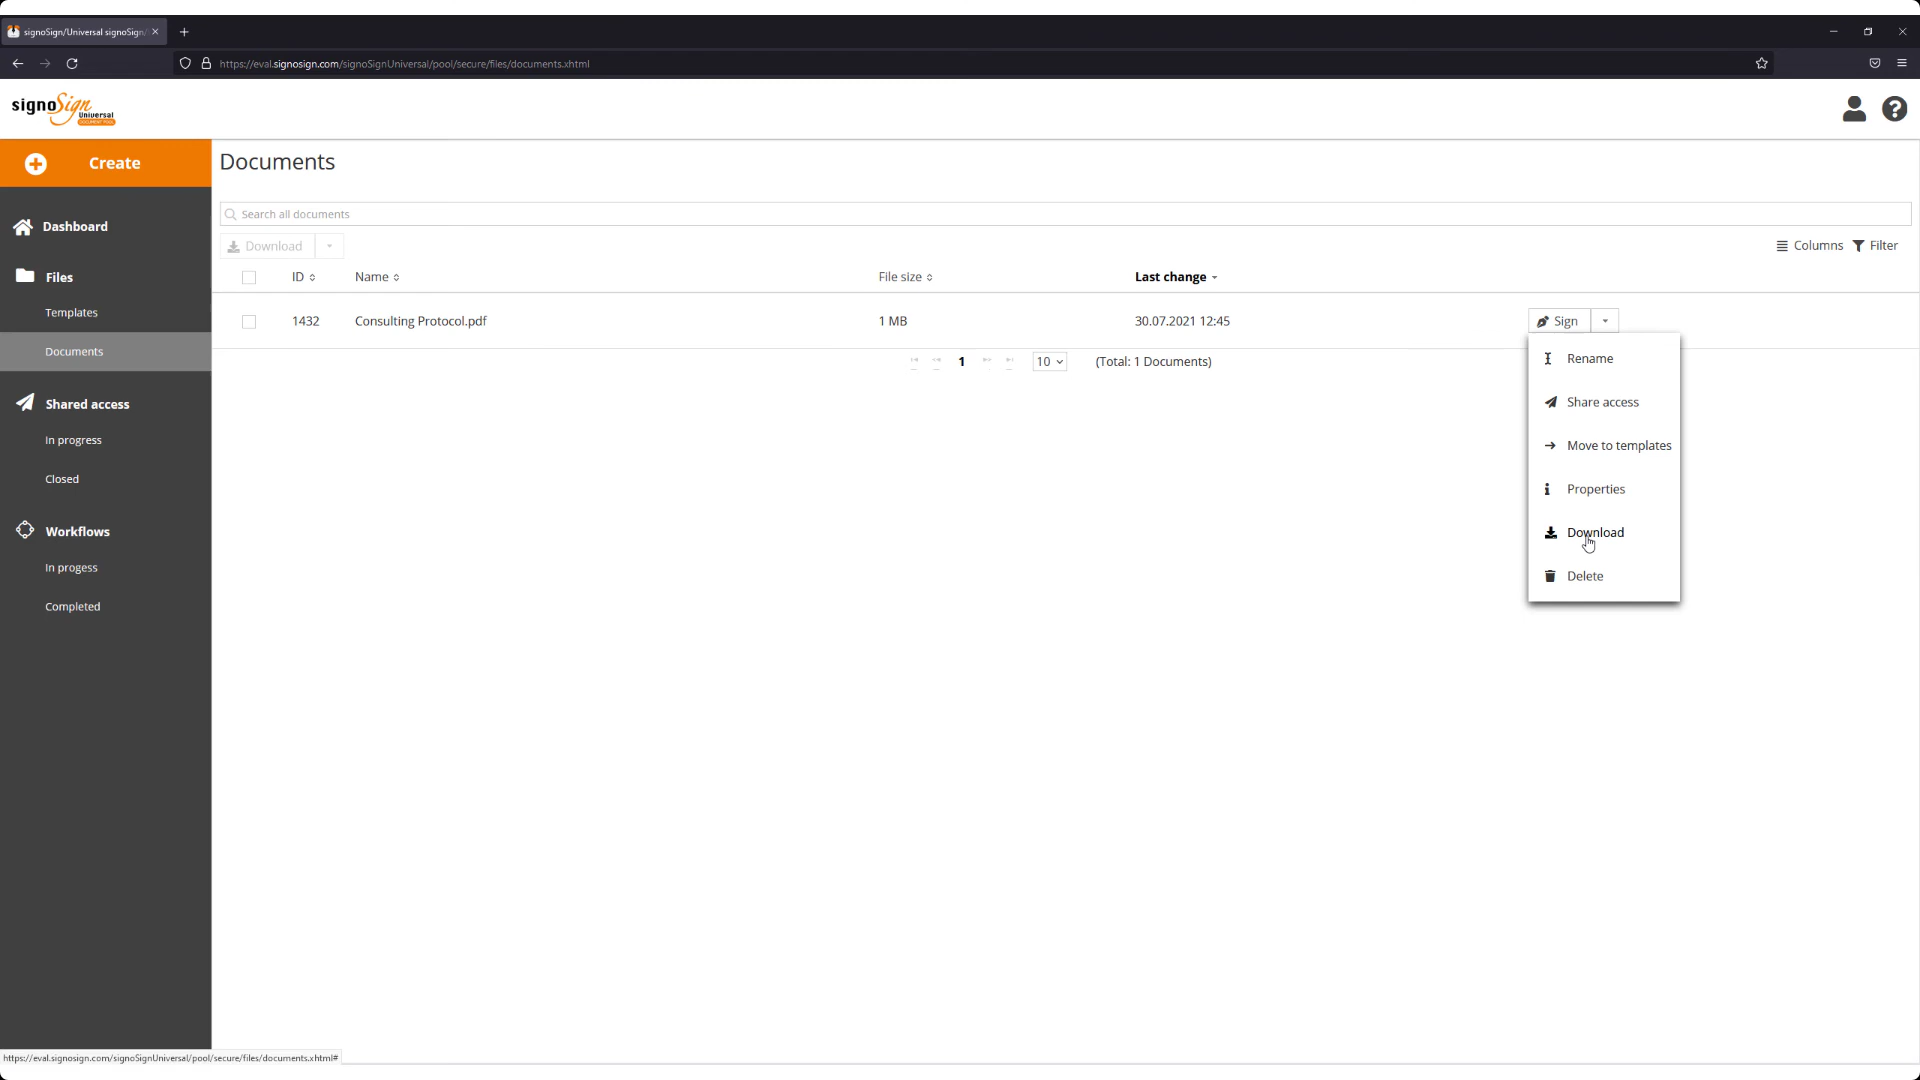 signoSign/Universal signoSign/
https://eval.signosign.com/signoSignUniversal/pool/secure/files/documents.xhtml
signoSign
Universal
DOCUMENT POOL
Create
Documents
Search all documents
Dashboard
Download
Columns
Filter
Files
ID
Name
File size
Last change
Templates
1432
Consulting Protocol.pdf
1 MB
30.07.2021 12:45
Sign
Documents
1
10
(Total: 1 Documents)
Rename
Shared access
Share access
In progress
Move to templates
Closed
Properties
Workflows
Download
In progess
Delete
Completed
https://eval.signosign.com/signoSignUniversal/pool/secure/files/documents.xhtml#